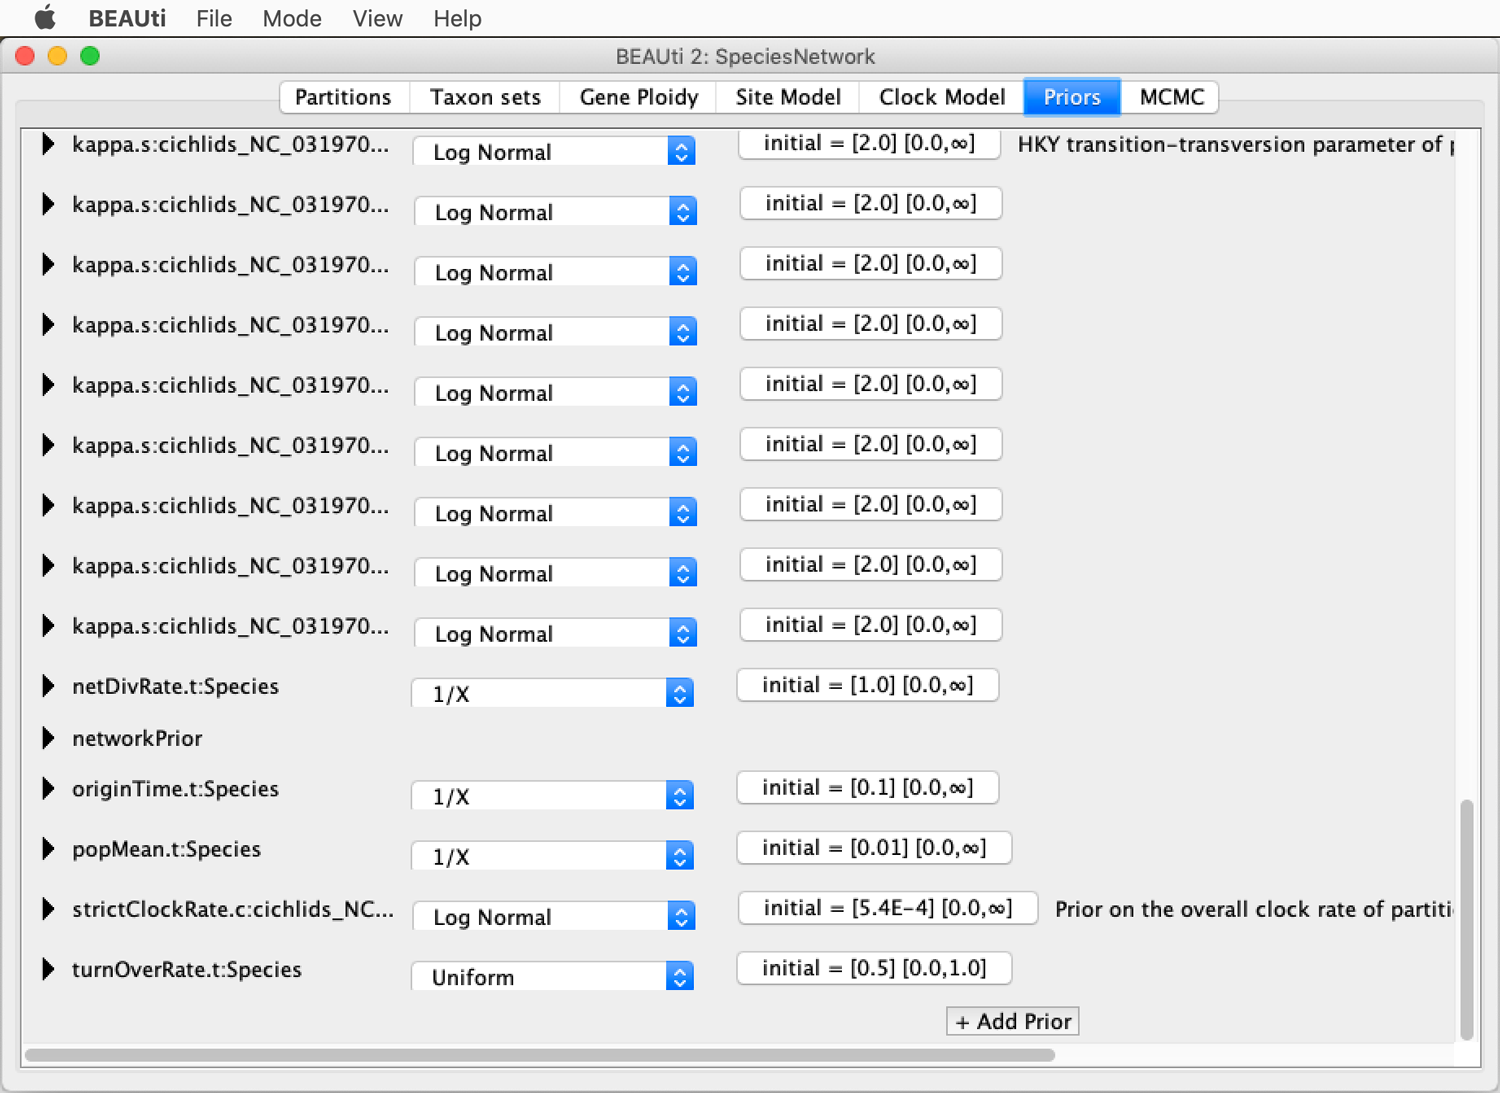 BEAUti File Mode View Help
BEAUti 2: SpeciesNetwork
Partitions Taxon sets Gene Ploidy Site Model Clock Model Priors MCMC
kappa.s:cichlids_NC_031970... Log Normal initial = [2.0] [0.0,∞] HKY transition-transversion parameter of
kappa.s:cichlids_NC_031970... Log Normal initial = [2.0] [0.0,∞]
kappa.s:cichlids_NC_031970... Log Normal initial = [2.0] [0.0,∞]
kappa.s:cichlids_NC_031970... Log Normal initial = [2.0] [0.0,∞]
kappa.s:cichlids_NC_031970... Log Normal initial = [2.0] [0.0,∞]
kappa.s:cichlids_NC_031970... Log Normal initial = [2.0] [0.0,∞]
kappa.s:cichlids_NC_031970... Log Normal initial = [2.0] [0.0,∞]
kappa.s:cichlids_NC_031970... Log Normal initial = [2.0] [0.0,∞]
kappa.s:cichlids_NC_031970... Log Normal initial = [2.0] [0.0,∞]
netDivRate.t:Species 1/X initial = [1.0] [0.0,∞]
networkPrior
originTime.t:Species 1/X initial = [0.1] [0.0,∞]
popMean.t:Species 1/X initial = [0.01] [0.0,∞]
strictClockRate.c:cichlids_NC... Log Normal initial = [5.4E-4] [0.0,∞] Prior on the overall clock rate of partiti
turnOverRate.t:Species Uniform initial = [0.5] [0.0,1.0]
+ Add Prior